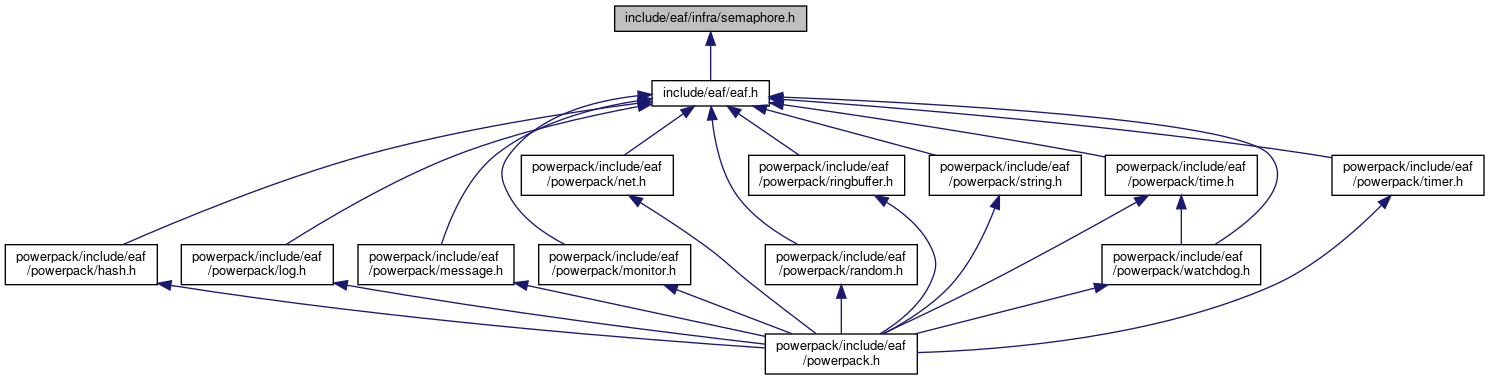 include/eaf/infra/semaphore.h
include/eaf/eaf.h
powerpack/include/eaf
/powerpack/net.h
powerpack/include/eaf
/powerpack/ringbuffer.h
powerpack/include/eaf
/powerpack/string.h
powerpack/include/eaf
/powerpack/time.h
powerpack/include/eaf
/powerpack/timer.h
powerpack/include/eaf
/powerpack/hash.h
powerpack/include/eaf
/powerpack/log.h
powerpack/include/eaf
/powerpack/message.h
powerpack/include/eaf
/powerpack/monitor.h
powerpack/include/eaf
/powerpack/random.h
powerpack/include/eaf
/powerpack/watchdog.h
powerpack/include/eaf
/powerpack.h